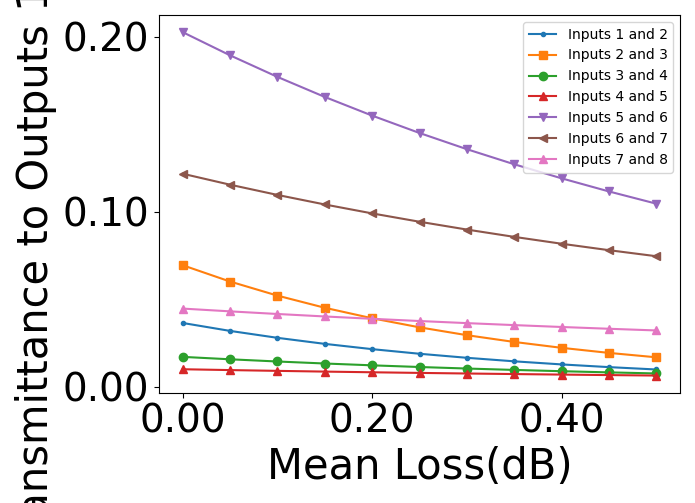 0.20
0.10
0.00
0.00 0.20 0.40
Mean Loss(dB)
to Outputs
Inputs 1 and 2
Inputs 2 and 3
Inputs 3 and 4
Inputs 4 and 5
Inputs 5 and 6
Inputs 6 and 7
Inputs 7 and 8